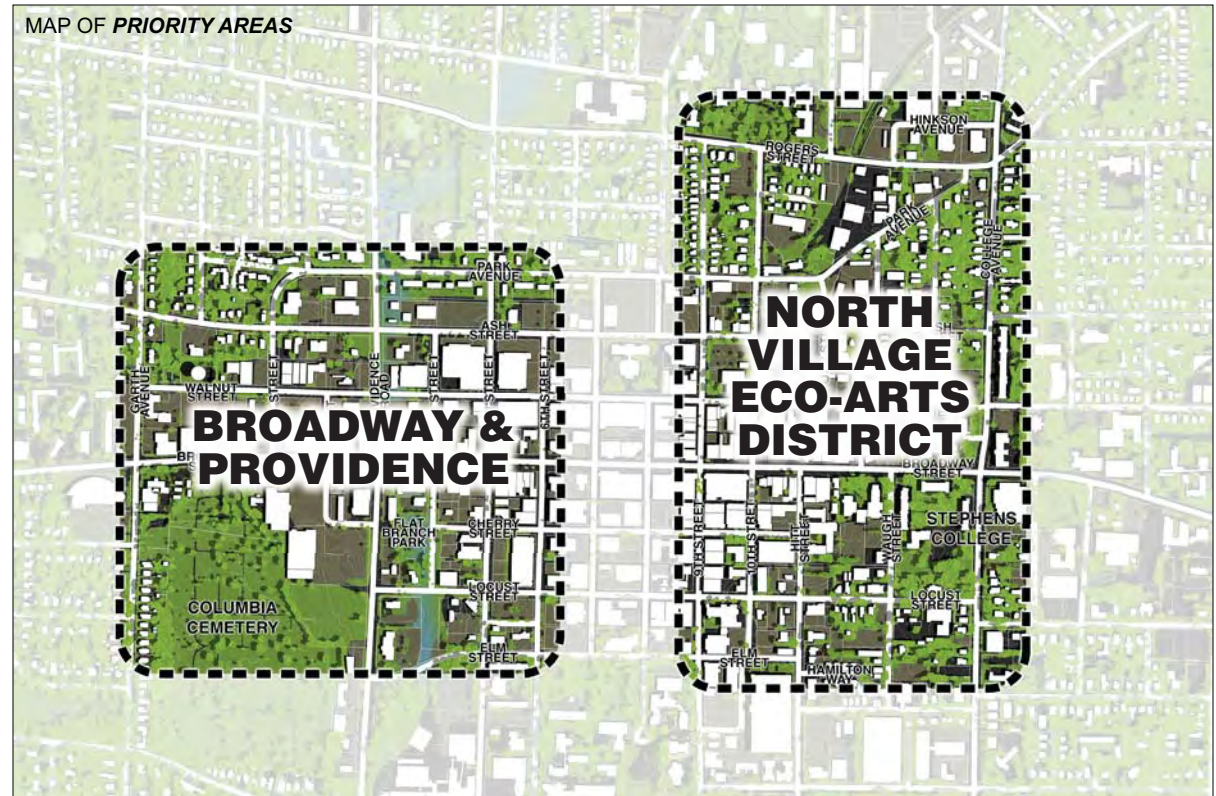 MAP OF PRIORITY AREAS
HINKSON
AVENUE
ROGERS
STREET
PARK
AVENUE
COLLEGE
AVENUE
PARK
AVENUE
ASH
STREET
ASH
NORTH
VILLAGE
ECO-ARTS
DISTRICT
GARTH
AVENUE
WALNUT
STREET
STREET
STREET
STREET
6TH STREET
BROADWAY &
PROVIDENCE
BROADWAY
STREET
9TH STREET
10TH STREET
HITT
STREET
WAUGH
STREET
STEPHENS
COLLEGE
FLAT
BRANCH
PARK
CHERRY
STREET
LOCUST
STREET
LOCUST
STREET
COLUMBIA
CEMETERY
ELM
STREET
ELM
STREET
HAMILTON
WAY